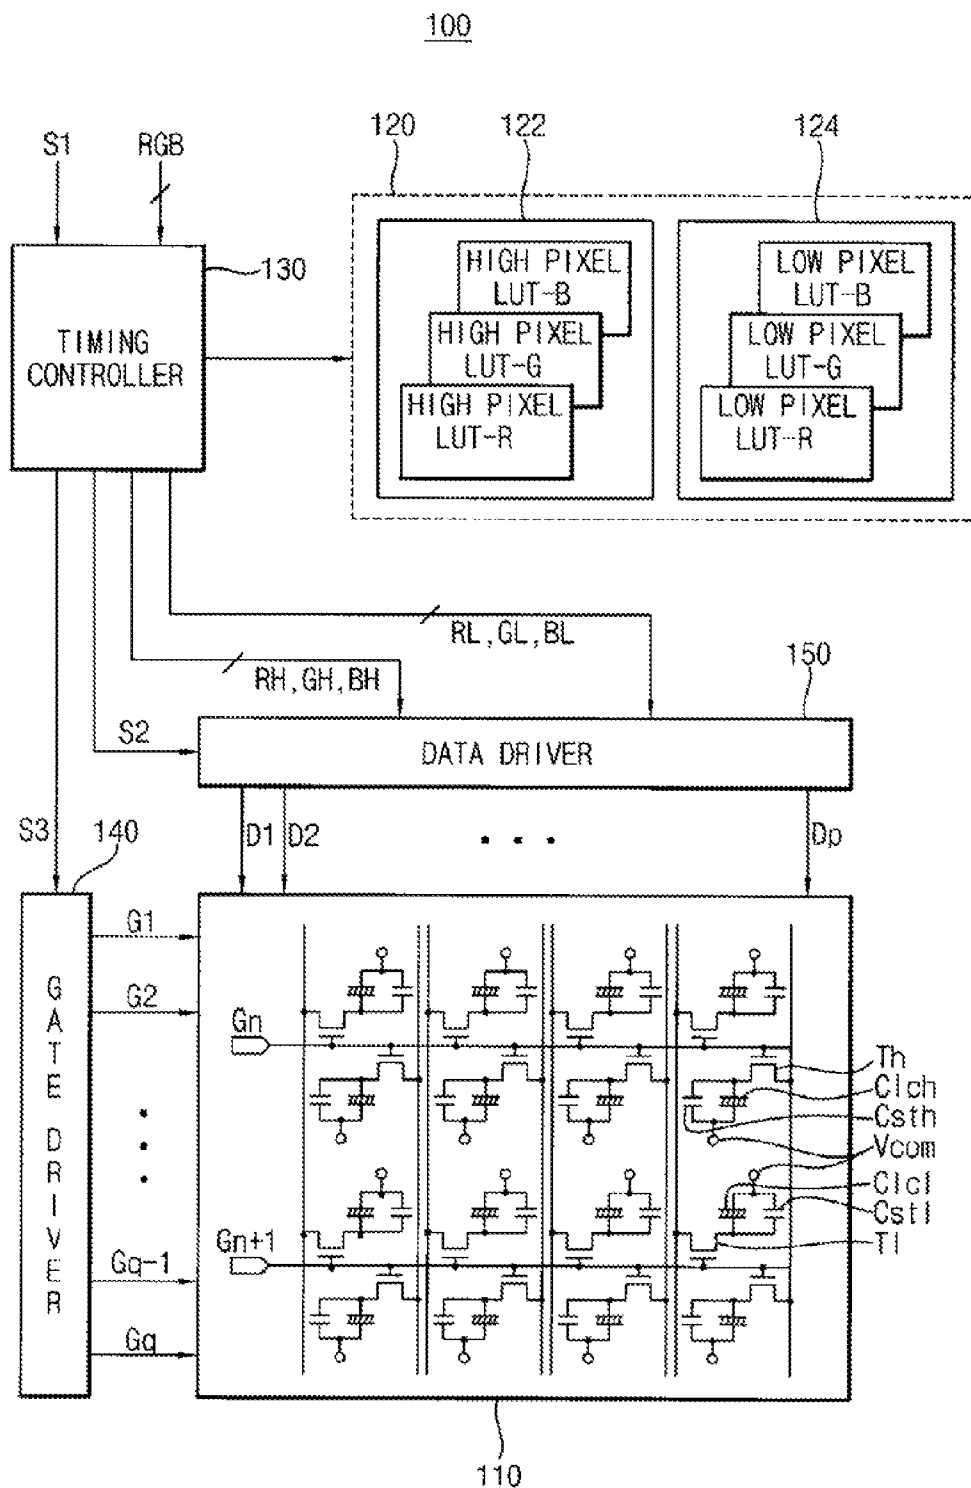 100
120
122
124
S1
RGB
130
TIMING
CONTROLLER
HIGH PIXEL
LUT-B
HIGH PIXEL
LUT-G
HIGH PIXEL
LUT-R
LOW PIXEL
LUT-B
LOW PIXEL
LUT-G
LOW PIXEL
LUT-R
RL,GL,BL
RH,GH,BH
150
S2
DATA DRIVER
S3
140
D1
D2
Dp
GATE DRIVER
G1
G2
Gq-1
Gq
Gn
Gn+1
Th
Clch
Csth
Vcom
Clcl
Cstl
Tl
110